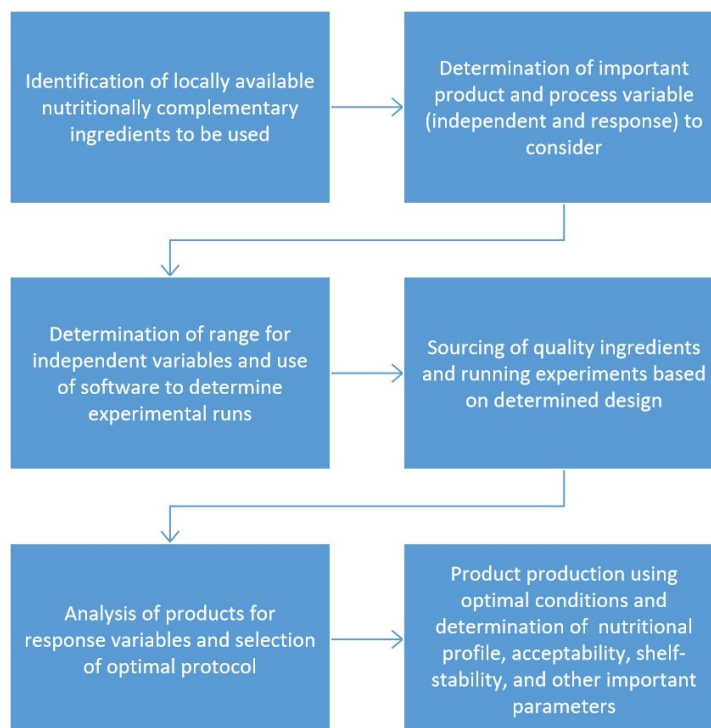 Identification of locally available
nutritionally complementary
ingredients to be used
Determination of important
product and process variable
(independent and response) to
consider
Determination of range for
independent variables and use
of software to determine
experimental runs
Sourcing of quality ingredients
and running experiments based
on determined design
Analysis of products for
response variables and selection
of optimal protocol
Product production using
optimal conditions and
determination of nutritional
profile, acceptability, shelf-
stability, and other important
parameters